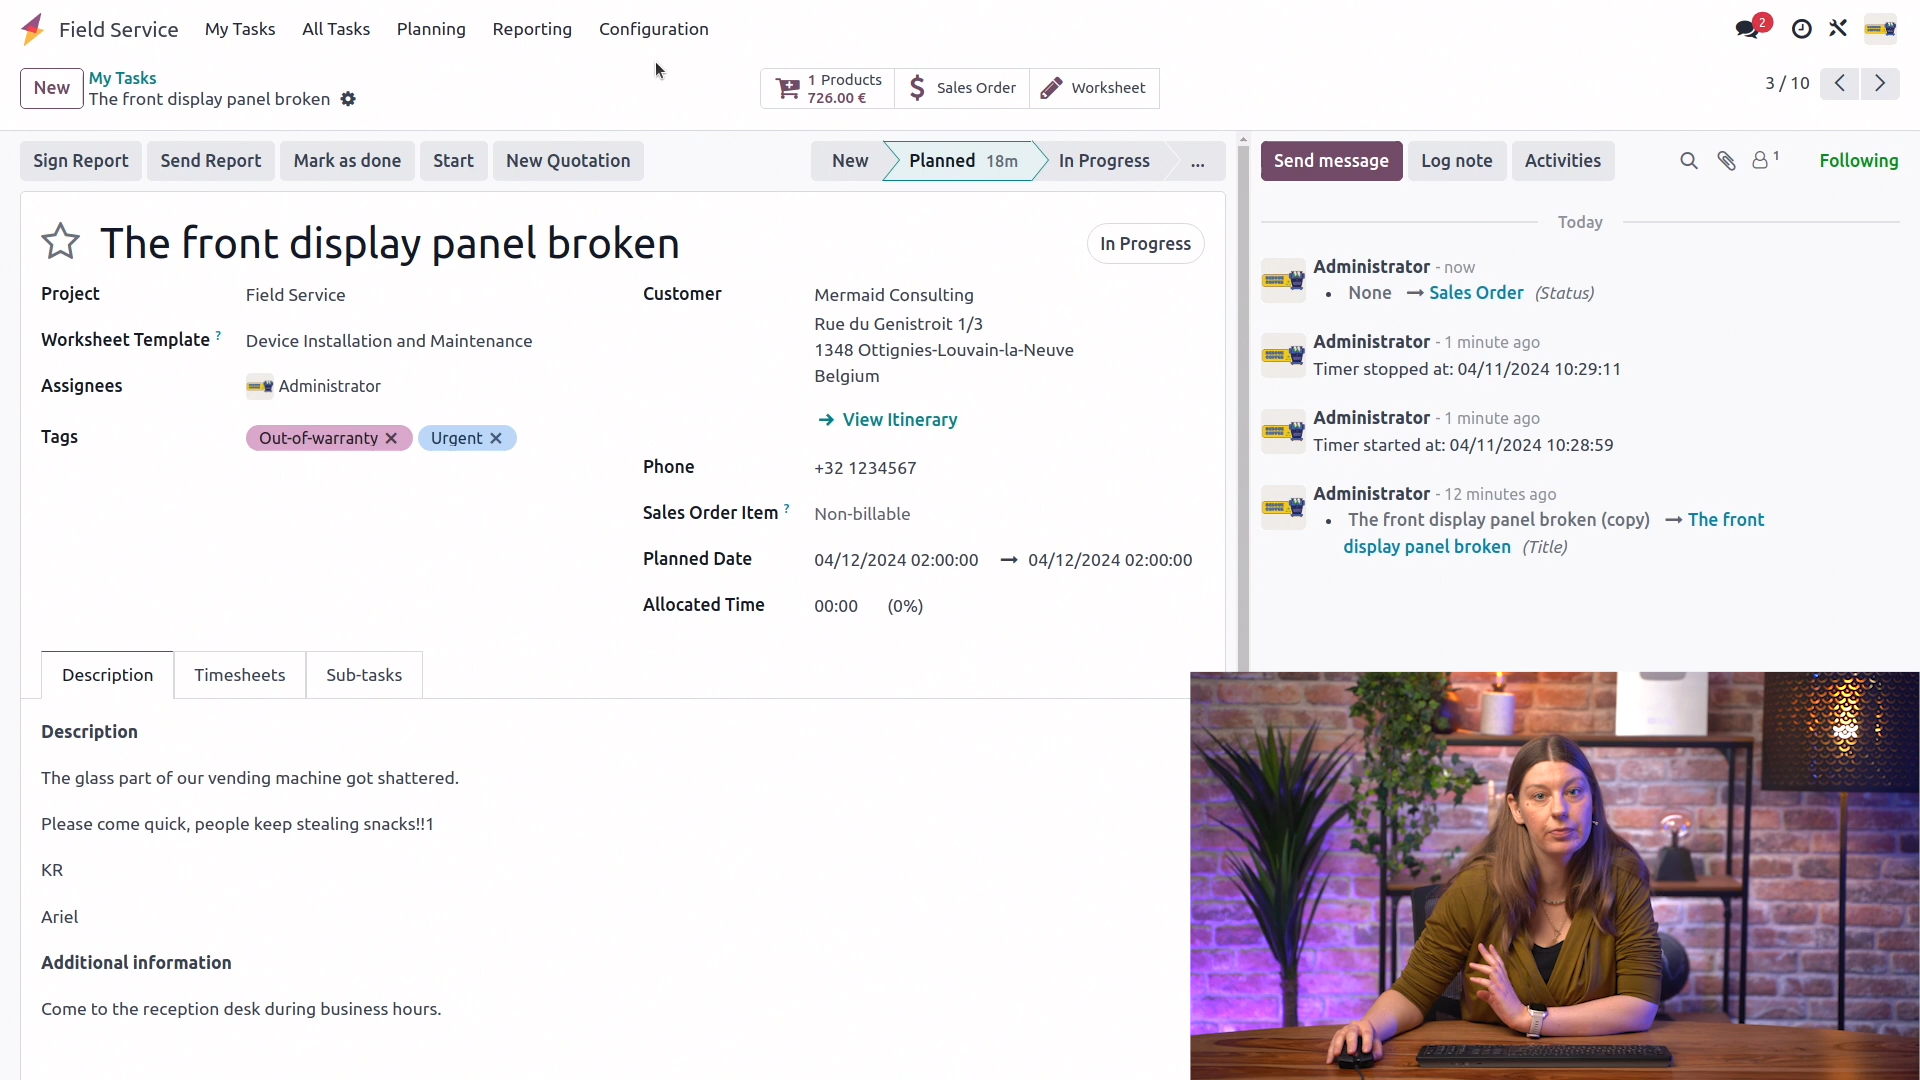 Field Service
My Tasks
All Tasks
Planning
Reporting
Configuration
2
New
My Tasks
The front display panel broken
1 Products
726.00 €
Sales Order
Worksheet
3 / 10
Sign Report
Send Report
Mark as done
Start
New Quotation
New
Planned 18m
In Progress
...
Send message
Log note
Activities
1
Following
The front display panel broken
In Progress
Project
Field Service
Worksheet Template ?
Device Installation and Maintenance
Assignees
Administrator
Tags
Out-of-warranty
Urgent
Customer
Mermaid Consulting
Rue du Genistroit 1/3
1348 Ottignies-Louvain-la-Neuve
Belgium
→ View Itinerary
Phone
+32 1234567
Sales Order Item ?
Non-billable
Planned Date
04/12/2024 02:00:00 → 04/12/2024 02:00:00
Allocated Time
00:00 (0%)
Description
Timesheets
Sub-tasks
Description
The glass part of our vending machine got shattered.
Please come quick, people keep stealing snacks!!1
KR
Ariel
Additional information
Come to the reception desk during business hours.
Today
Administrator - now
• None → Sales Order (Status)
Administrator - 1 minute ago
Timer stopped at: 04/11/2024 10:29:11
Administrator - 1 minute ago
Timer started at: 04/11/2024 10:28:59
Administrator - 12 minutes ago
• The front display panel broken (copy) → The front
display panel broken (Title)